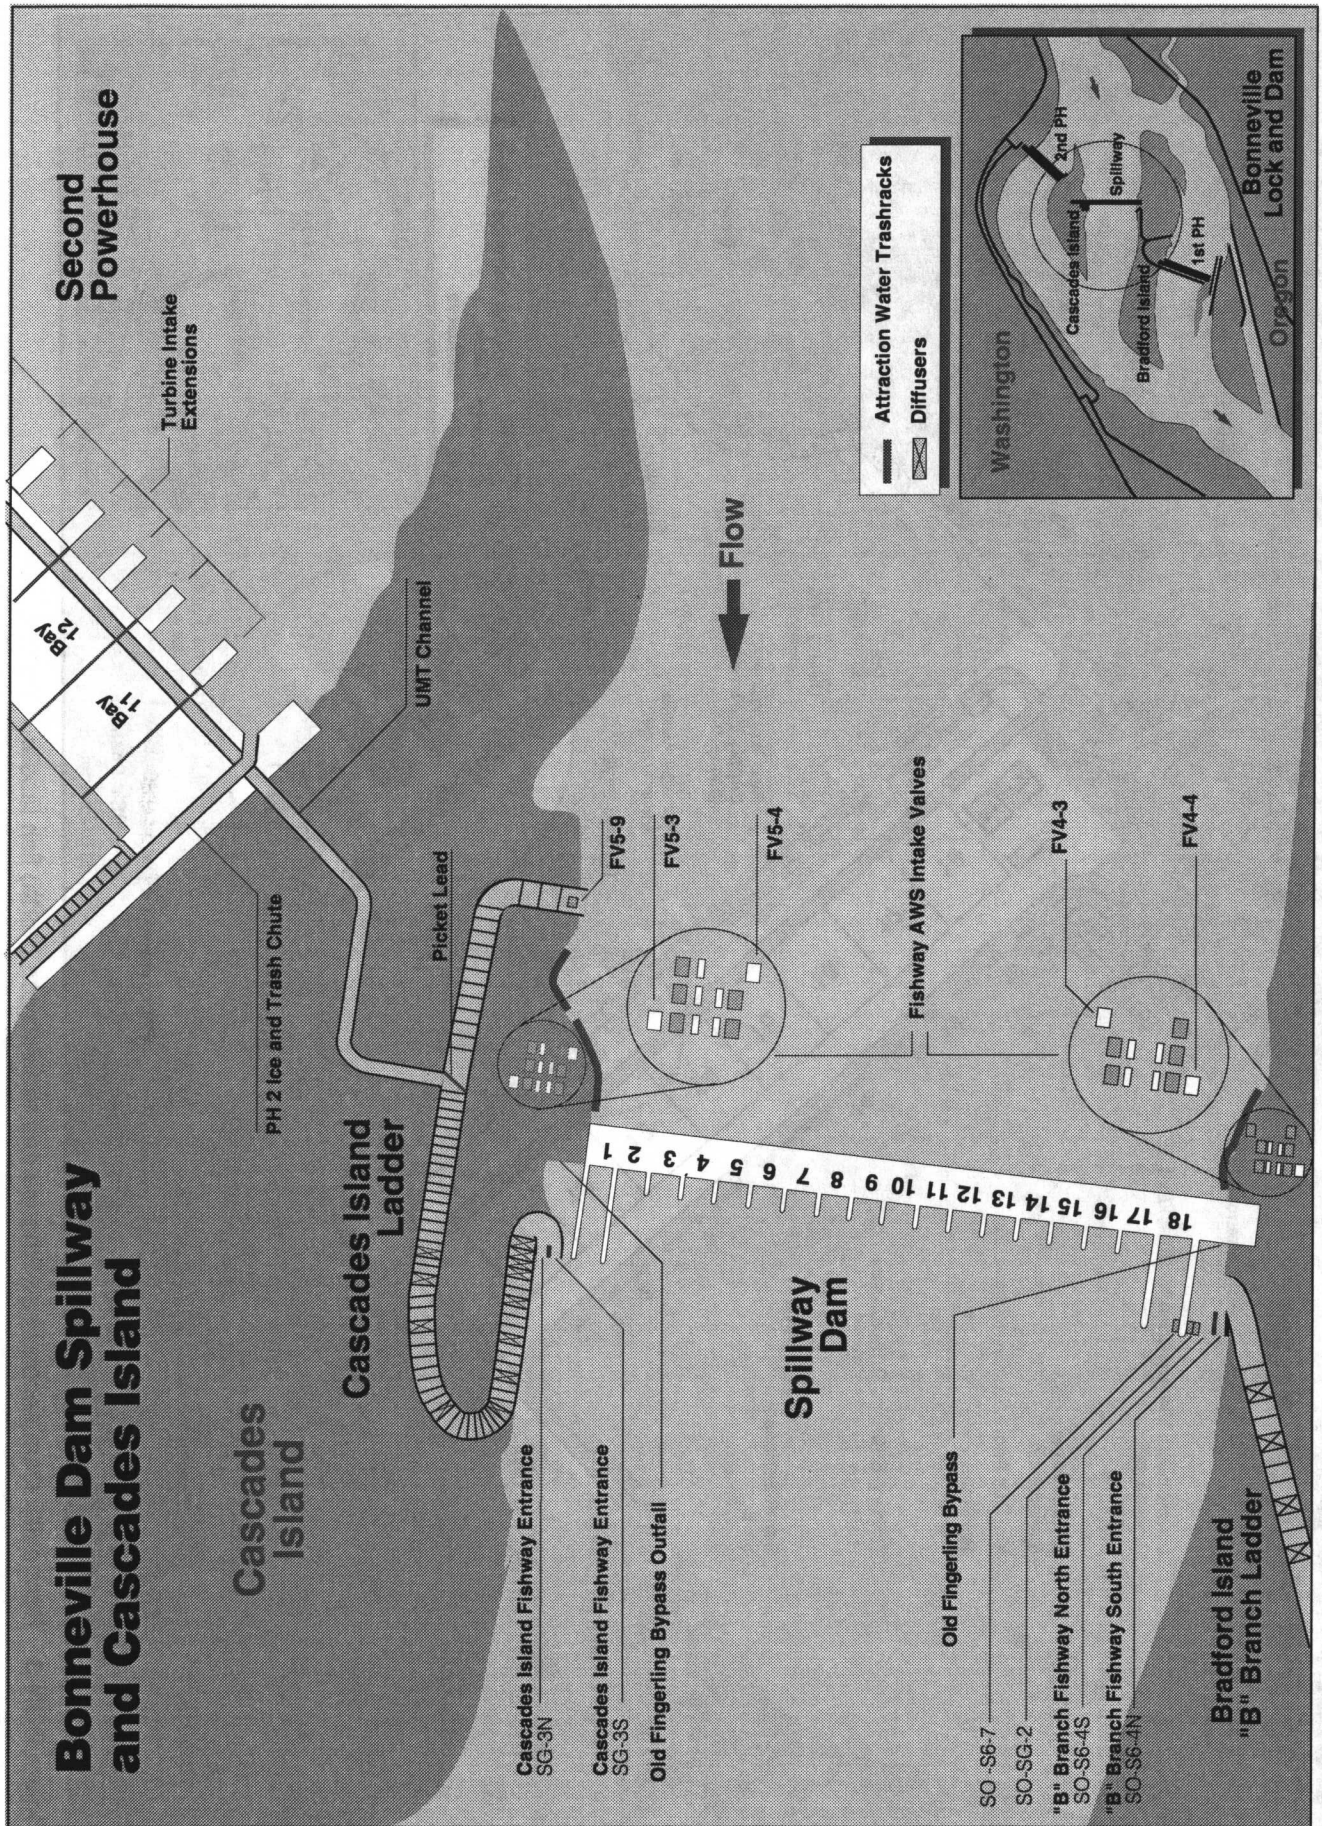 Bonneville Dam Spillway
and Cascades Island
Second
Powerhouse
Turbine Intake
Extensions
Bay
12
Bay
11
UMT Channel
PH 2 Ice and Trash Chute
Picket Lead
Cascades
Island
Cascades Island
Ladder
FV5-9
FV5-3
FV5-4
Flow
Fishway AWS Intake Valves
FV4-3
FV4-4
Cascades Island Fishway Entrance
SG-3N
Cascades Island Fishway Entrance
SG-3S
Old Fingerling Bypass Outfall
1
2
3
4
5
6
7
8
9
10
11
12
13
14
15
16
17
18
Spillway
Dam
Old Fingerling Bypass
SO -S6-7
SO-SG-2
"B" Branch Fishway North Entrance
SO-S6-4S
"B" Branch Fishway South Entrance
SO-S6-4N
Bradford Island
"B" Branch Ladder
Attraction Water Trashracks
Diffusers
Washington
2nd PH
Cascades Island
Spillway
Bradford Island
1st PH
Oregon
Bonneville
Lock and Dam